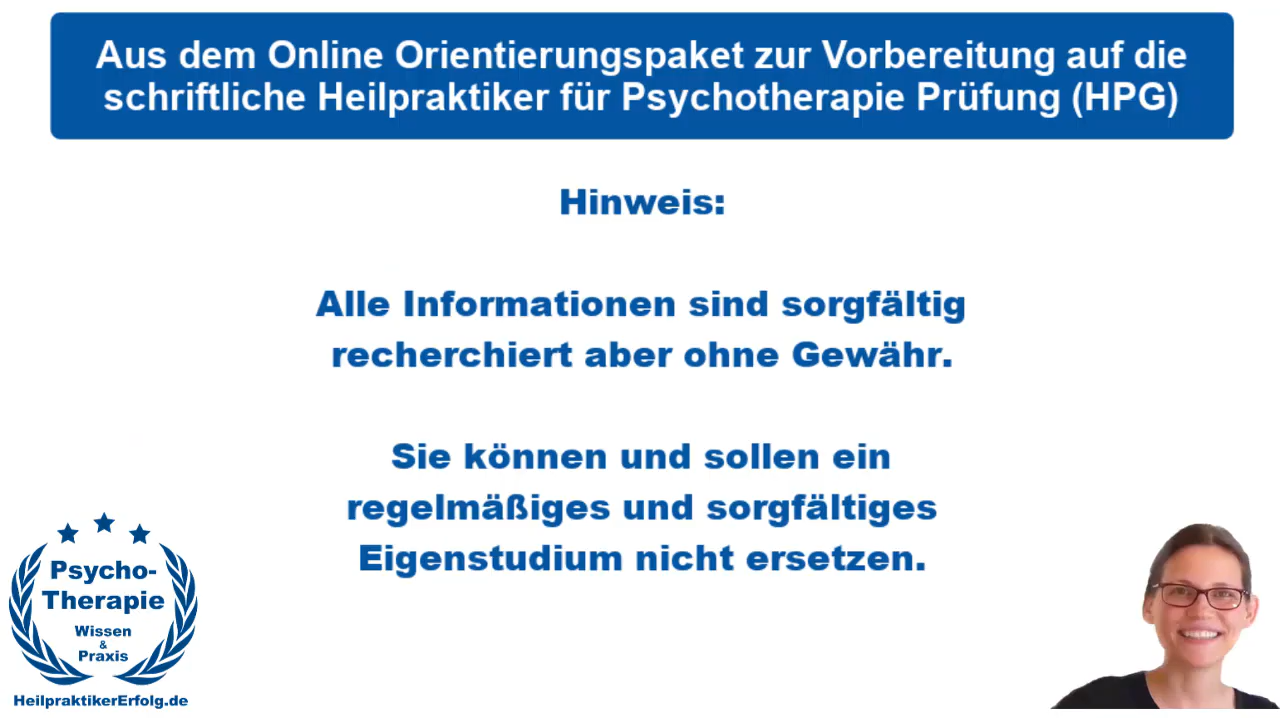 Aus dem Online Orientierungspaket zur Vorbereitung auf die
schriftliche Heilpraktiker für Psychotherapie Prüfung (HPG)
Hinweis:
Alle Informationen sind sorgfältig
recherchiert aber ohne Gewähr.
Sie können und sollen ein
regelmäßiges und sorgfältiges
Eigenstudium nicht ersetzen.
Psycho-
Therapie
Wissen
&
Praxis
HeilpraktikerErfolg.de